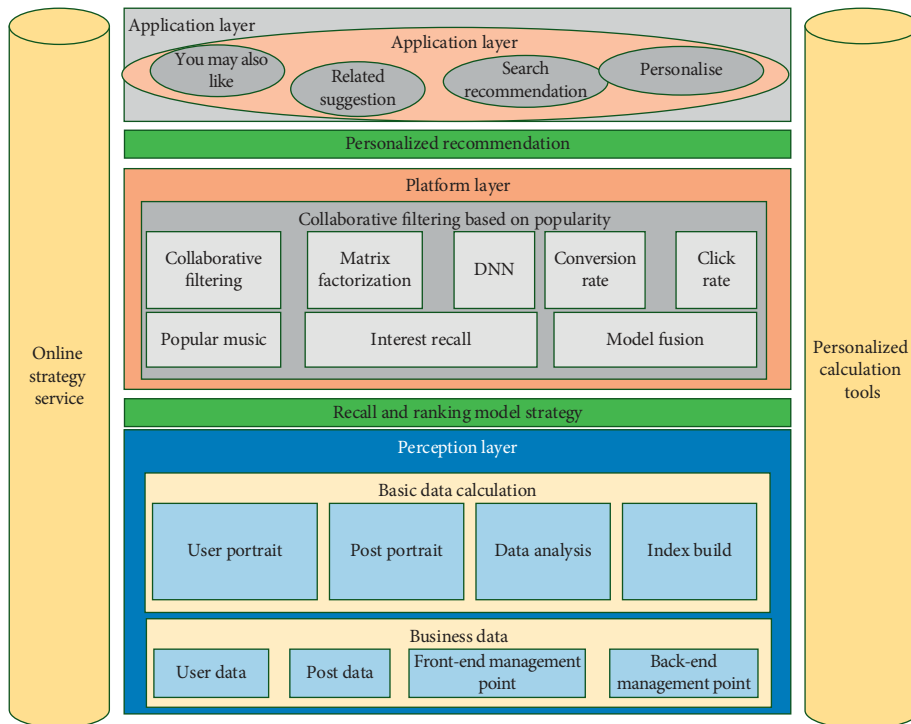 Application layer
Application layer
You may also
like
Related
suggestion
Search
recommendation
Personalise
Personalized recommendation
Platform layer
Collaborative filtering based on popularity
Collaborative
filtering
Matrix
factorization
DNN
Conversion
rate
Click
rate
Popular music
Interest recall
Model fusion
Online
strategy
service
Personalized
calculation
tools
Recall and ranking model strategy
Perception layer
Basic data calculation
User portrait
Post portrait
Data analysis
Index build
Business data
User data
Post data
Front-end management
point
Back-end
management point